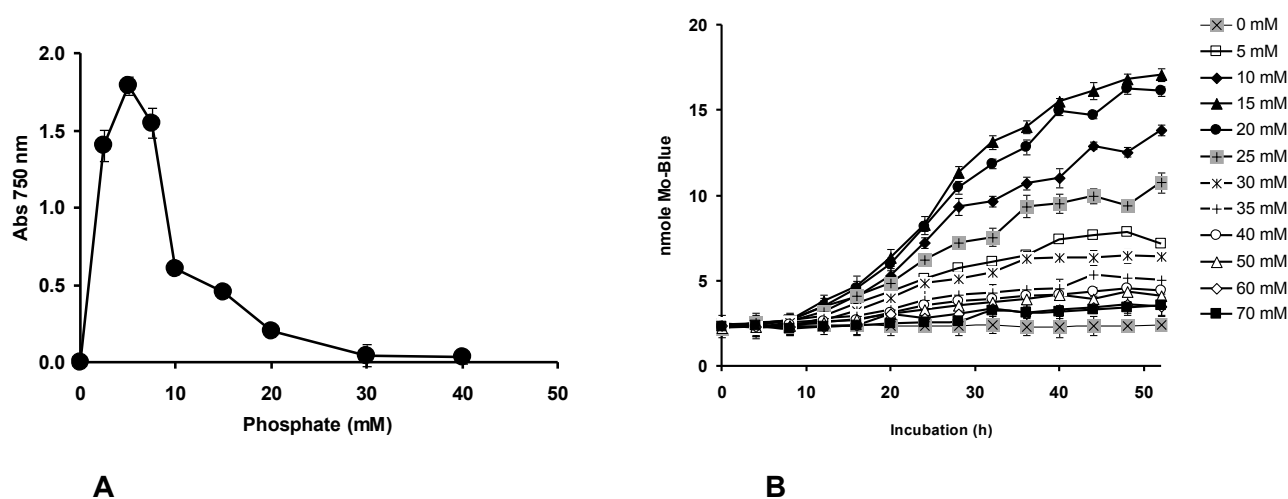 2.0
1.5
1.0
0.5
0.0
Abs 750 nm
0 10 20 30 40 50
Phosphate (mM)
A
20
15
10
5
0
nmole Mo-Blue
0 10 20 30 40 50
Incubation (h)
0 mM
5 mM
10 mM
15 mM
20 mM
25 mM
30 mM
35 mM
40 mM
50 mM
60 mM
70 mM
B